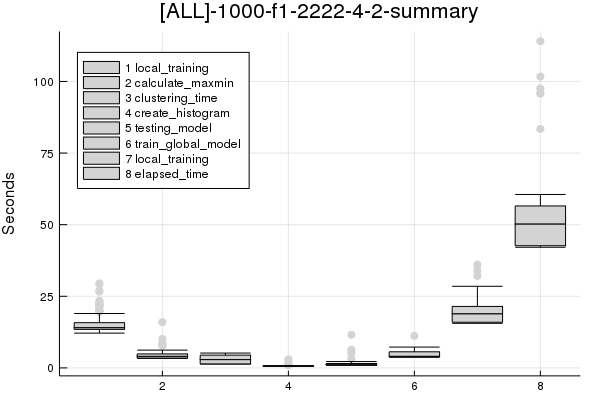 [ALL]-1000-f1-2222-4-2-summary
100
75
50
25
0
Seconds
1 local_training
2 calculate_maxmin
3 clustering_time
4 create_histogram
5 testing_model
6 train_global_model
7 local_training
8 elapsed_time
2 4 6 8